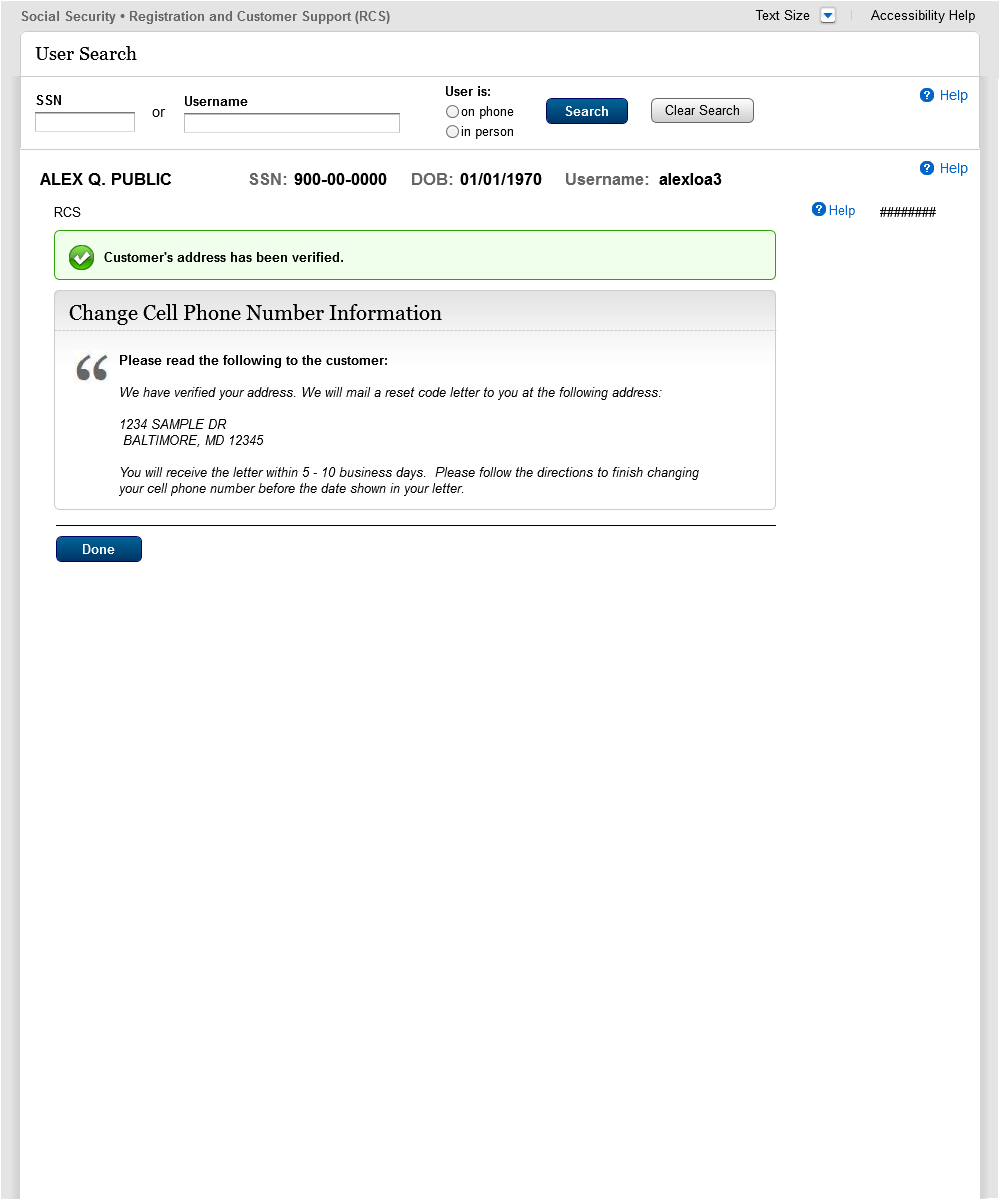 Social Security • Registration and Customer Support (RCS)
Text Size
Accessibility Help
User Search
SSN
or
Username
User is:
on phone
in person
Search
Clear Search
? Help
ALEX Q. PUBLIC SSN: 900-00-0000 DOB: 01/01/1970 Username: alexloa3
? Help
RCS
? Help
########
Customer's address has been verified.
Change Cell Phone Number Information
“
Please read the following to the customer:
We have verified your address. We will mail a reset code letter to you at the following address:
1234 SAMPLE DR
BALTIMORE, MD 12345
You will receive the letter within 5 - 10 business days.  Please follow the directions to finish changing
your cell phone number before the date shown in your letter.
Done